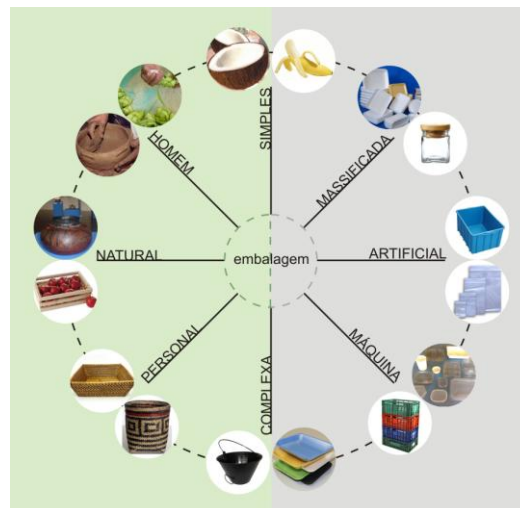 SIMPLES
HOMEM
MASSIFICADA
NATURAL
embalagem
ARTIFICIAL
PERSONAL
MÁQUINA
COMPLEXA